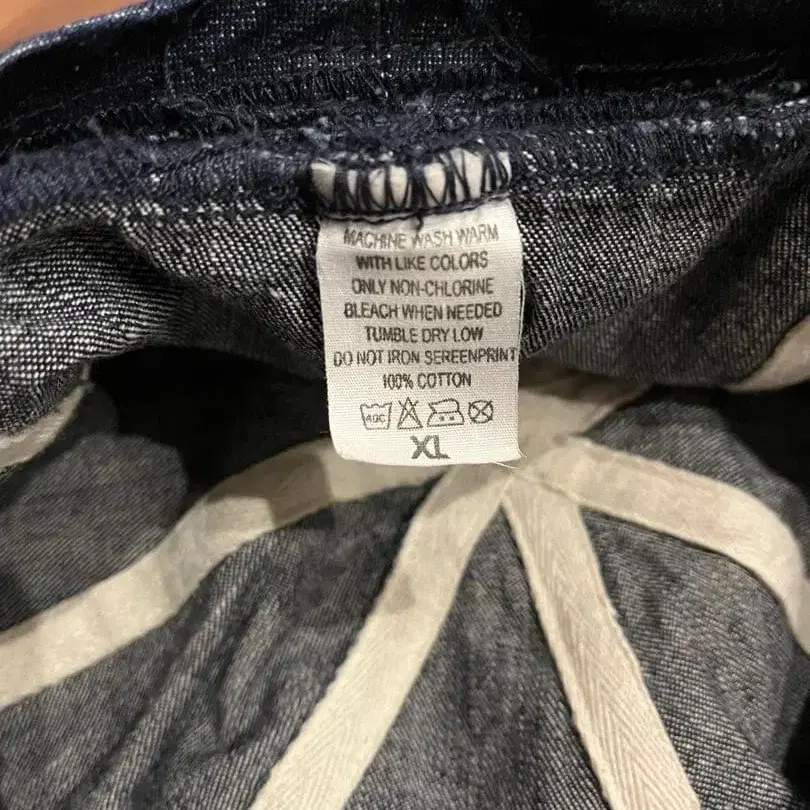 MACHINE WASH WARM
WITH LIKE COLORS
ONLY NON-CHLORINE
BLEACH WHEN NEEDED
TUMBLE DRY LOW
DO NOT IRON SEREENPRINT
100% COTTON
40C
XL